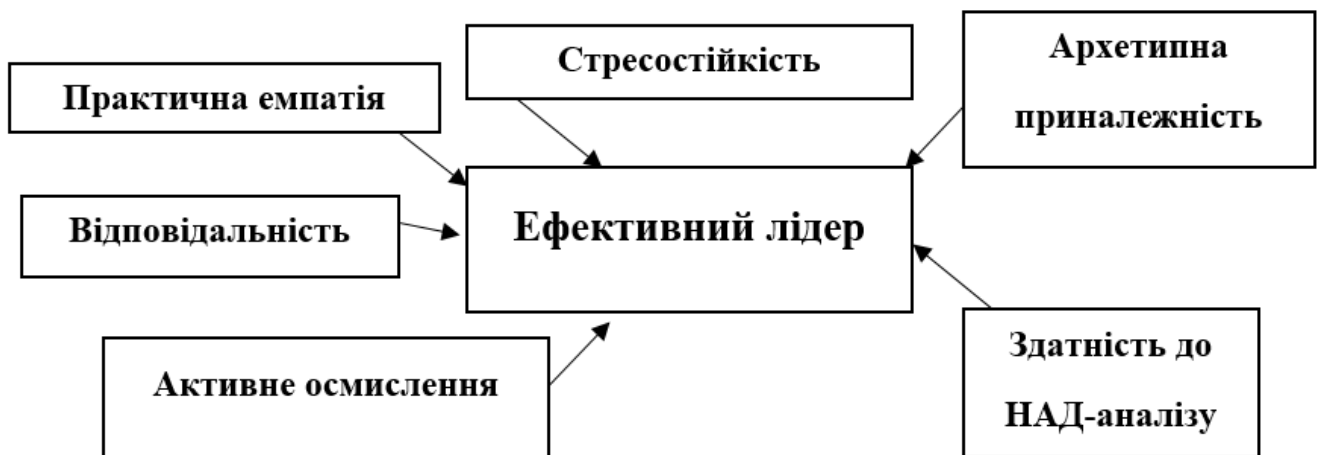 Стресостійкість
Архетипна
приналежність
Практична емпатія
Відповідальність
Ефективний лідер
Активне осмислення
Здатність до
НАД-аналізу